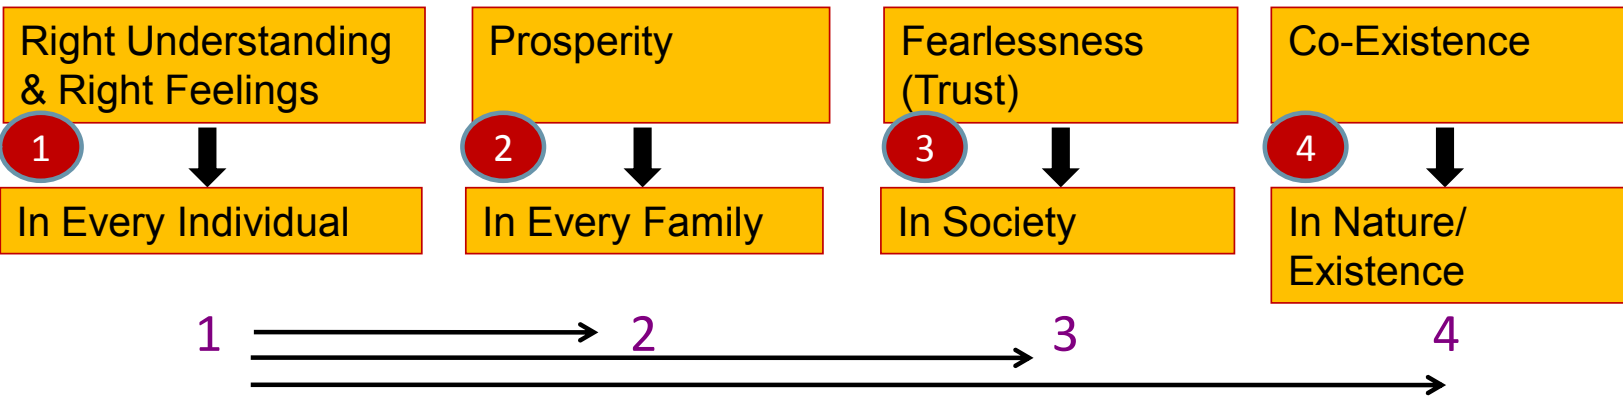 Right Understanding
& Right Feelings
Prosperity
Fearlessness
(Trust)
Co-Existence
1
2
3
4
In Every Individual
In Every Family
In Society
In Nature/
Existence
1
2
3
4